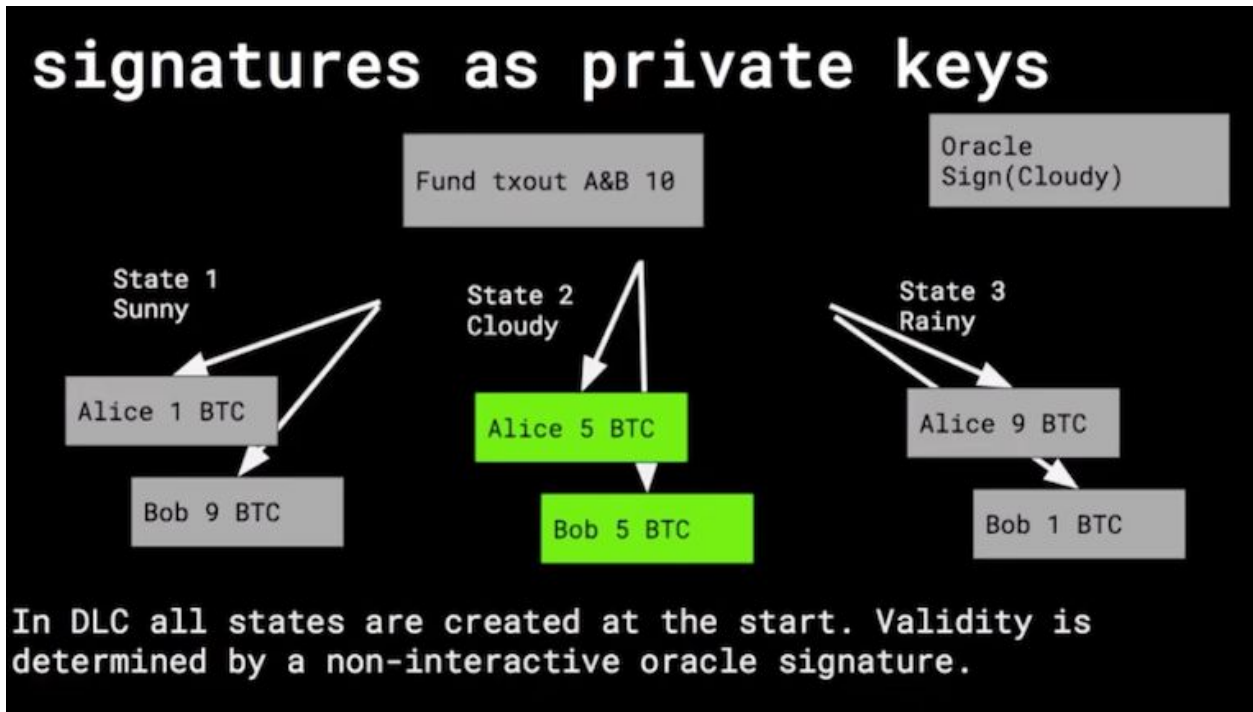 signatures as private keys
Fund txout A&B 10
Oracle
Sign(Cloudy)
State 1
Sunny
State 2
Cloudy
State 3
Rainy
Alice 1 BTC
Bob 9 BTC
Alice 5 BTC
Bob 5 BTC
Alice 9 BTC
Bob 1 BTC
In DLC all states are created at the start. Validity is
determined by a non-interactive oracle signature.